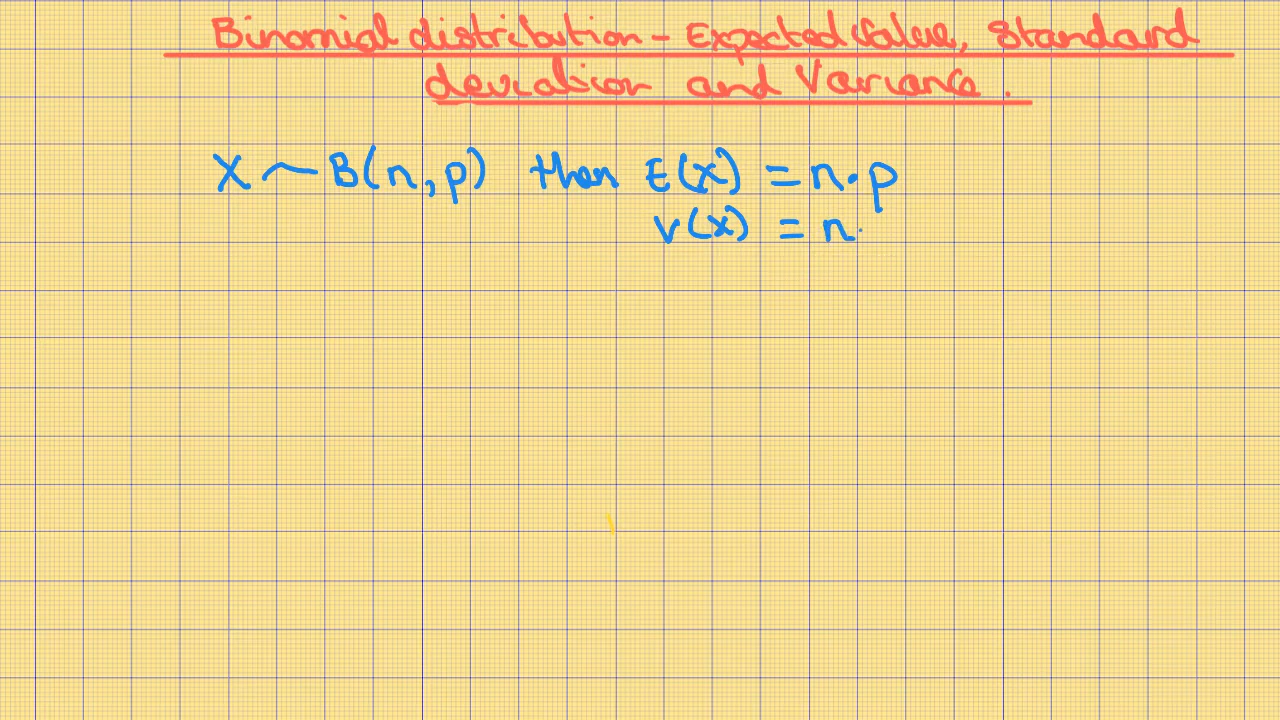 Binomial distribution - Expected Value, Standard
deviation and Variance.
X ~ B(n, p) then E(x) = n · p
V(x) = n ·